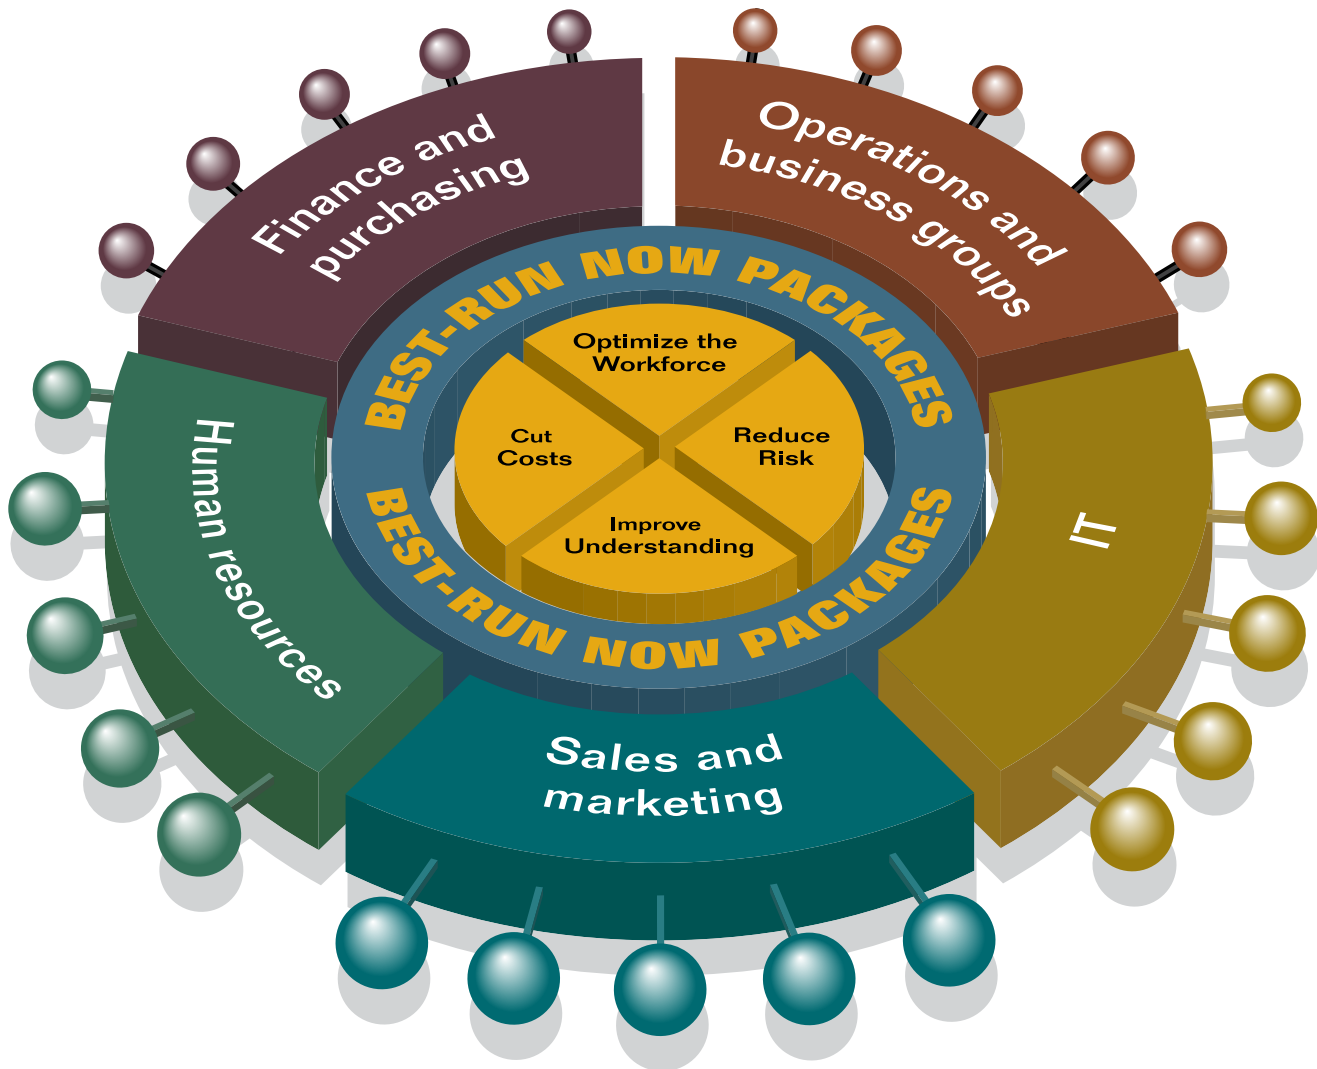 Finance and
purchasing
Operations and
business groups
BEST-RUN NOW PACKAGES
Optimize the
Workforce
Cut
Costs
Reduce
Risk
Improve
Understanding
BEST-RUN NOW PACKAGES
Human resources
IT
Sales and
marketing